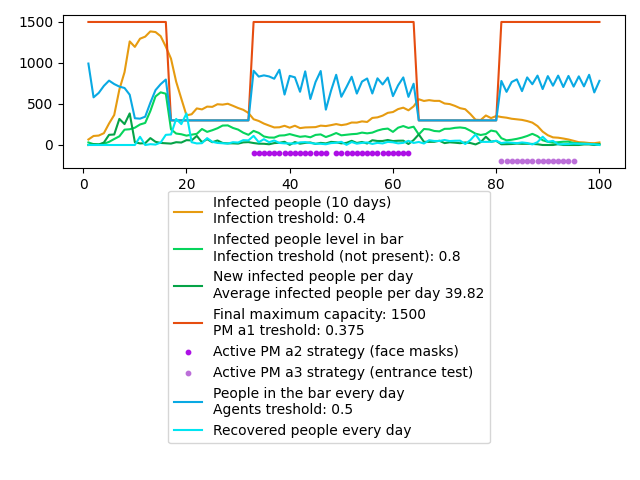 1500
1000
500
0
0 20 40 60 80 100
Infected people (10 days)
Infection treshold: 0.4
Infected people level in bar
Infection treshold (not present): 0.8
New infected people per day
Average infected people per day 39.82
Final maximum capacity: 1500
PM a1 treshold: 0.375
Active PM a2 strategy (face masks)
Active PM a3 strategy (entrance test)
People in the bar every day
Agents treshold: 0.5
Recovered people every day